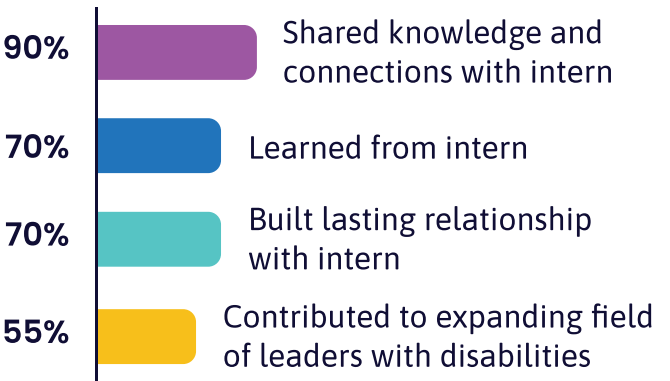 90%
Shared knowledge and
connections with intern
70%
Learned from intern
70%
Built lasting relationship
with intern
55%
Contributed to expanding field
of leaders with disabilities